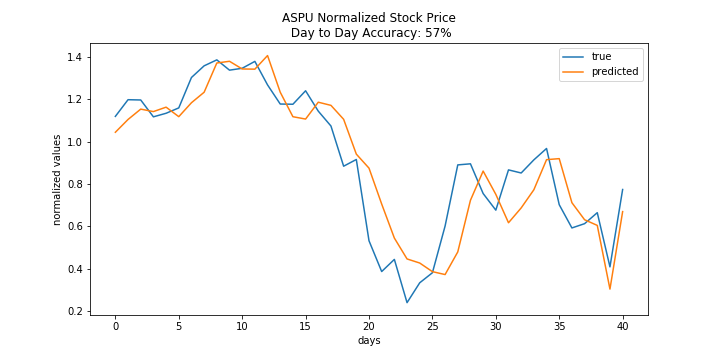 ASPU Normalized Stock Price
Day to Day Accuracy: 57%
true
predicted
normalized values
1.4
1.2
1.0
0.8
0.6
0.4
0.2
0 5 10 15 20 25 30 35 40
days